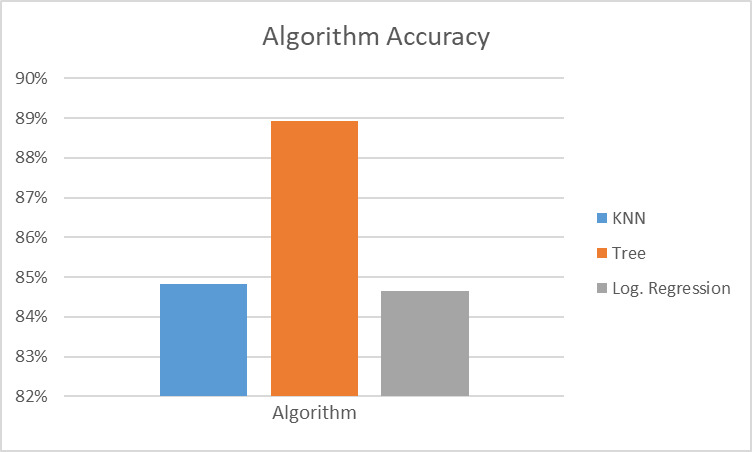 Algorithm Accuracy
90%
89%
88%
87%
86%
85%
84%
83%
82%
Algorithm
KNN
Tree
Log. Regression